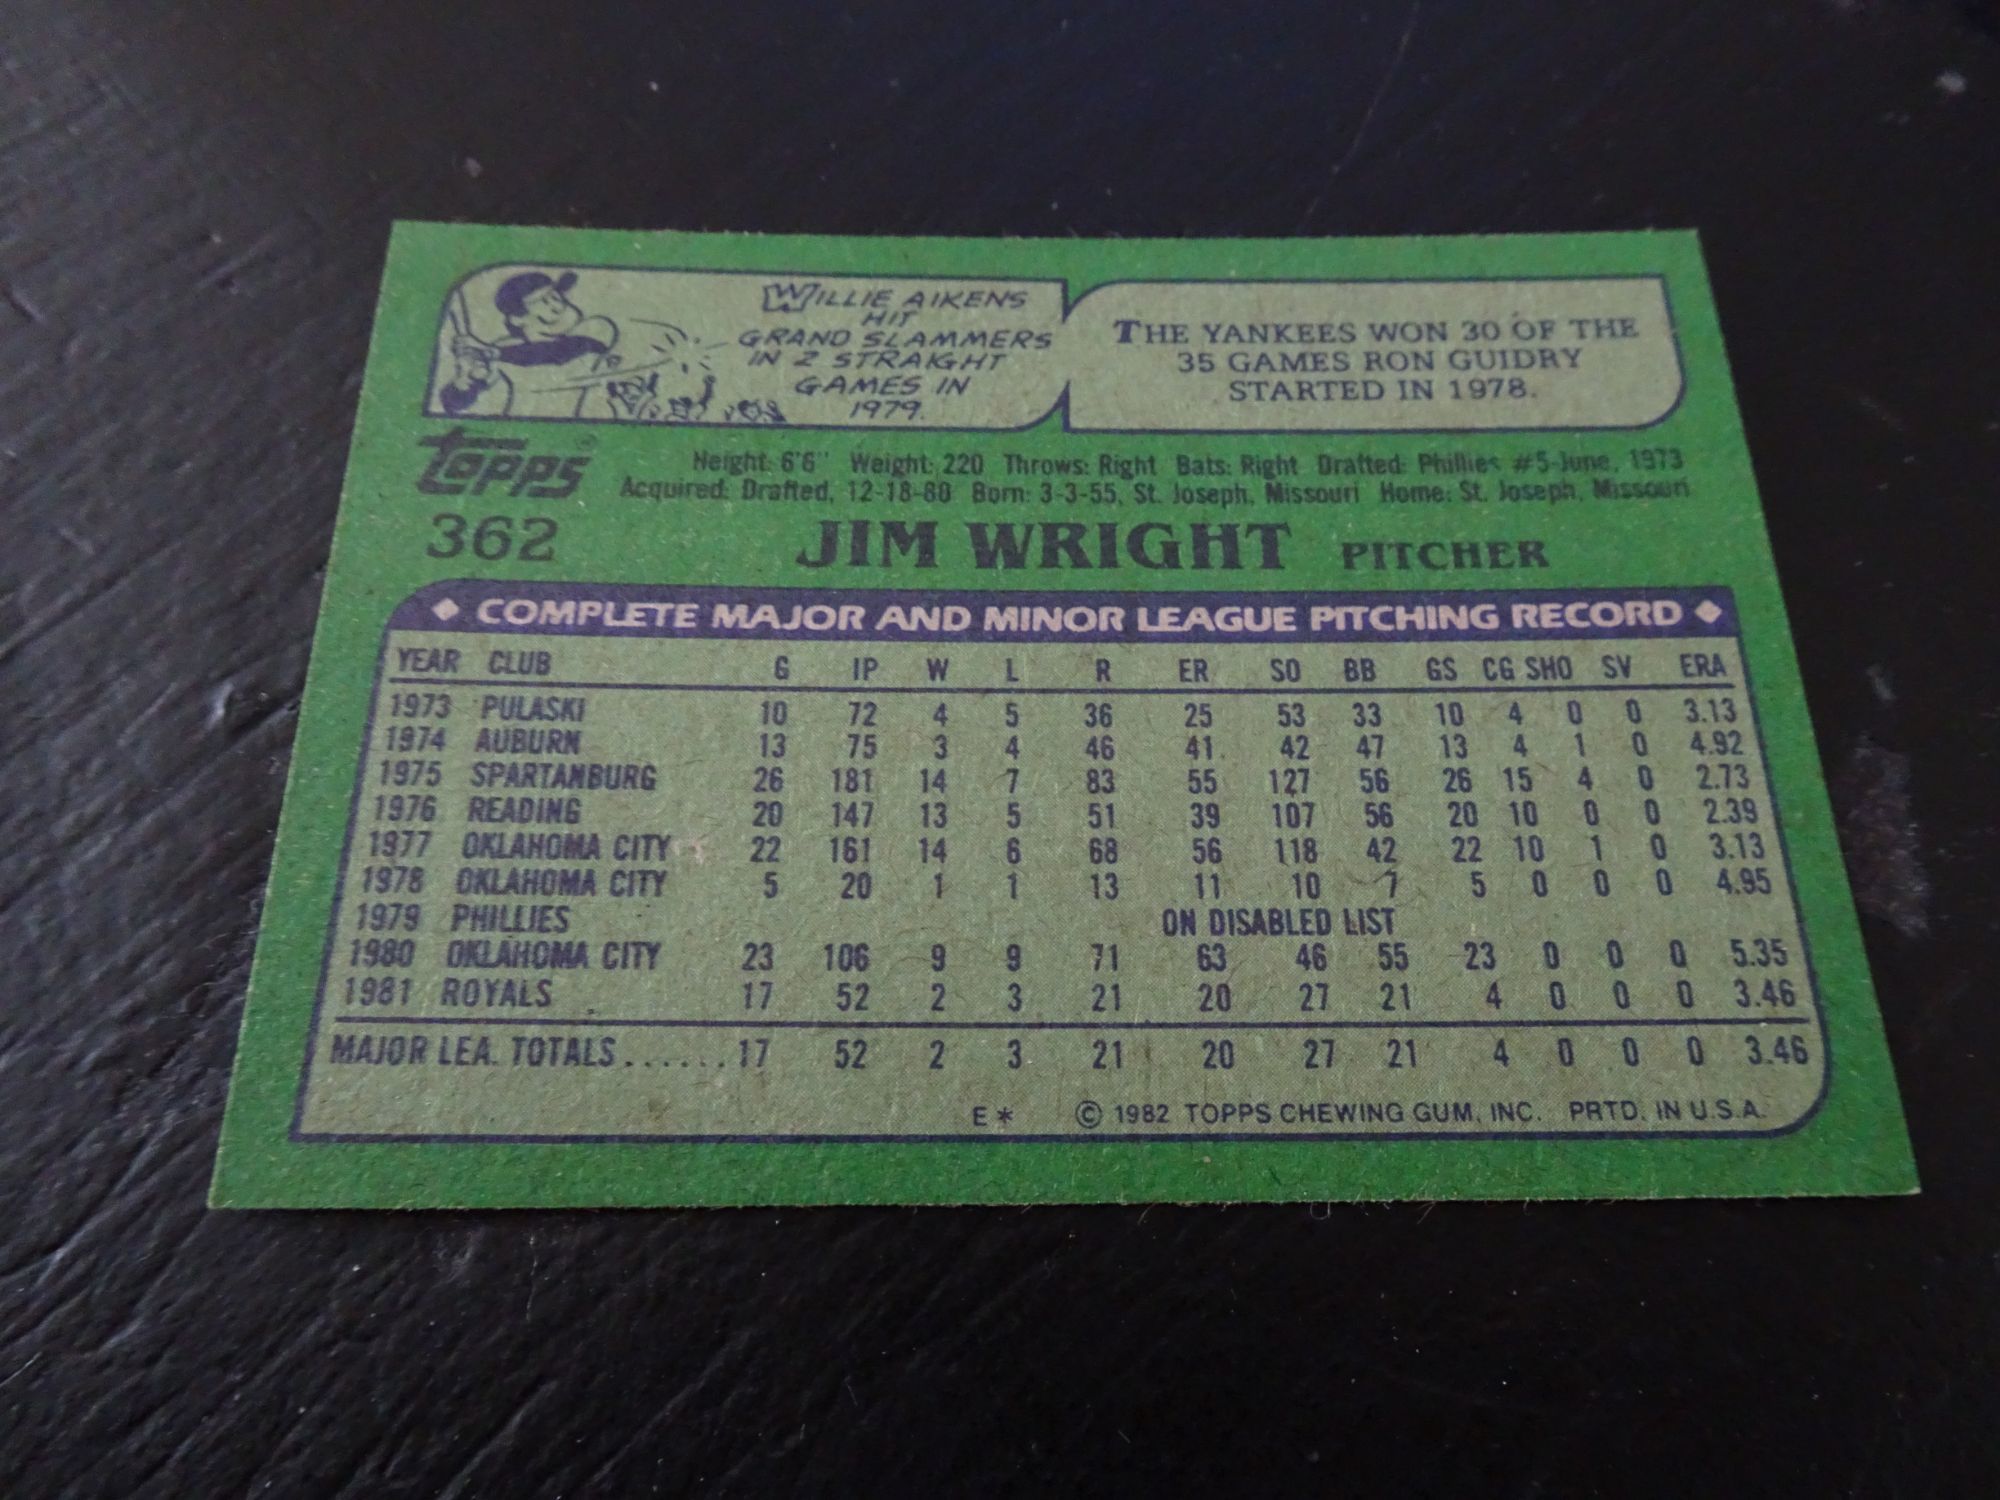 WILLIE AIKENS
HIT
GRAND SLAMMERS
IN 2 STRAIGHT
GAMES IN
1979.
THE YANKEES WON 30 OF THE
35 GAMES RON GUIDRY
STARTED IN 1978.
Topps®
Height: 6'6" Weight: 220 Throws: Right Bats: Right Drafted: Phillies #5-June, 1973
Acquired: Drafted, 12-18-80 Born: 3-3-55, St. Joseph, Missouri Home: St. Joseph, Missouri
362 JIM WRIGHT PITCHER
COMPLETE MAJOR AND MINOR LEAGUE PITCHING RECORD
YEAR CLUB G IP W L R ER SO BB GS CG SHO SV ERA
1973 PULASKI 10 72 4 5 36 25 53 33 10 4 0 0 3.13
1974 AUBURN 13 75 3 4 46 41 42 47 13 4 1 0 4.92
1975 SPARTANBURG 26 181 14 7 83 55 127 56 26 15 4 0 2.73
1976 READING 20 147 13 5 51 39 107 56 20 10 0 0 2.39
1977 OKLAHOMA CITY 22 161 14 6 68 56 118 42 22 10 1 0 3.13
1978 OKLAHOMA CITY 5 20 1 1 13 11 10 7 5 0 0 0 4.95
1979 PHILLIES ON DISABLED LIST
1980 OKLAHOMA CITY 23 106 9 9 71 63 46 55 23 0 0 0 5.35
1981 ROYALS 17 52 2 3 21 20 27 21 4 0 0 0 3.46
MAJOR LEA. TOTALS......17 52 2 3 21 20 27 21 4 0 0 0 3.46
E* © 1982 TOPPS CHEWING GUM, INC. PRTD. IN U.S.A.